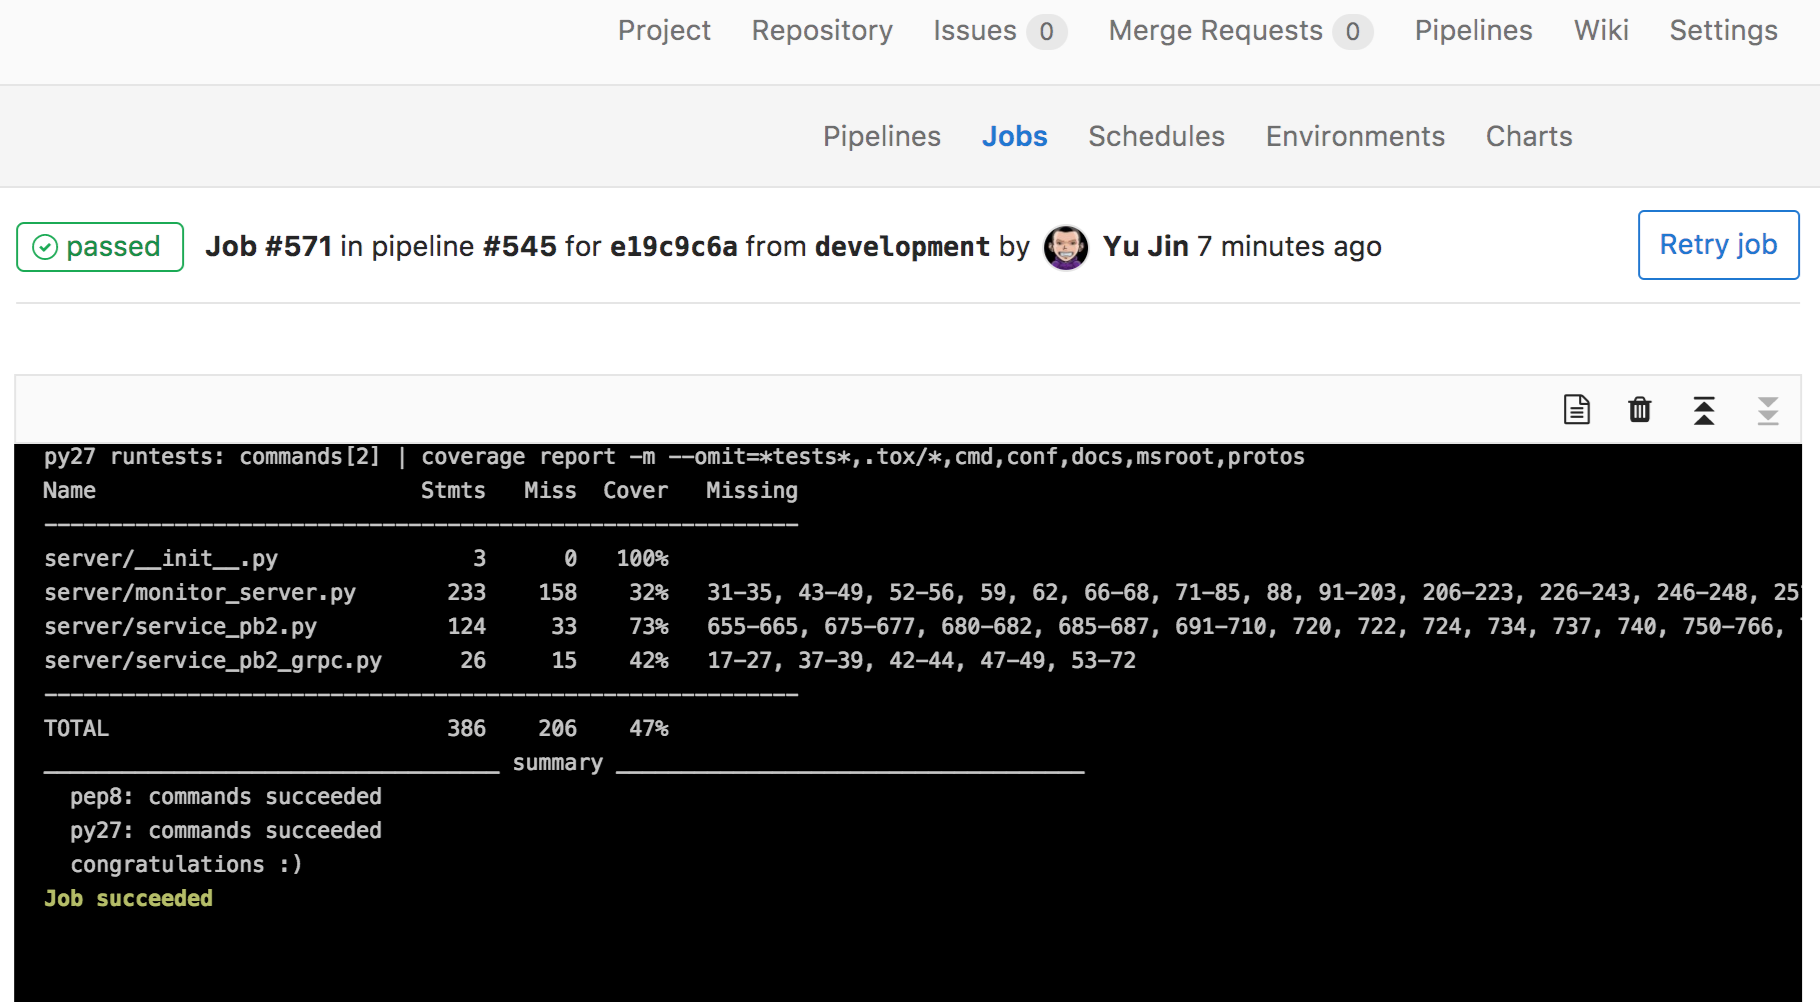 Project Repository Issues 0 Merge Requests 0 Pipelines Wiki Settings
Pipelines Jobs Schedules Environments Charts
passed Job #571 in pipeline #545 for e19c9c6a from development by Yu Jin 7 minutes ago Retry job
py27 runtests: commands[2] | coverage report -m --omit=*tests*,.tox/*,cmd,conf,docs,msroot,protos
Name Stmts Miss Cover Missing
----------------------------------------------------------
server/__init__.py 3 0 100%
server/monitor_server.py 233 158 32% 31-35, 43-49, 52-56, 59, 62, 66-68, 71-85, 88, 91-203, 206-223, 226-243, 246-248, 25
server/service_pb2.py 124 33 73% 655-665, 675-677, 680-682, 685-687, 691-710, 720, 722, 724, 734, 737, 740, 750-766,
server/service_pb2_grpc.py 26 15 42% 17-27, 37-39, 42-44, 47-49, 53-72
----------------------------------------------------------
TOTAL 386 206 47%
___________________________________ summary ____________________________________
pep8: commands succeeded
py27: commands succeeded
congratulations :)
Job succeeded